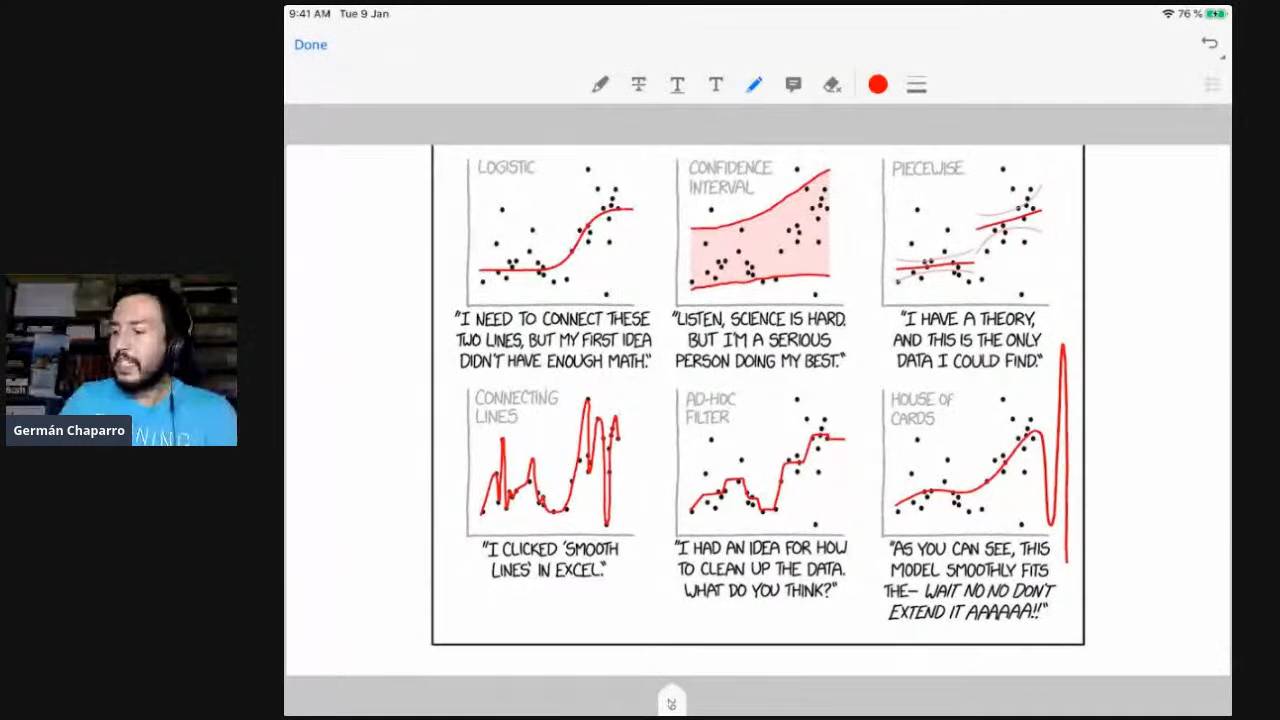 9:41 AM Tue 9 Jan
76 %
Done
T T T
LOGISTIC
CONFIDENCE
INTERVAL
PIECEWISE
"I NEED TO CONNECT THESE
TWO LINES, BUT MY FIRST IDEA
DIDN'T HAVE ENOUGH MATH."
"LISTEN, SCIENCE IS HARD.
BUT I'M A SERIOUS
PERSON DOING MY BEST."
"I HAVE A THEORY,
AND THIS IS THE ONLY
DATA I COULD FIND."
CONNECTING
LINES
AD-HOC
FILTER
HOUSE OF
CARDS
"I CLICKED 'SMOOTH
LINES' IN EXCEL."
"I HAD AN IDEA FOR HOW
TO CLEAN UP THE DATA.
WHAT DO YOU THINK?"
"AS YOU CAN SEE, THIS
MODEL SMOOTHLY FITS
THE– WAIT NO NO DON'T
EXTEND IT AAAAAA!!"
Germán Chaparro
29